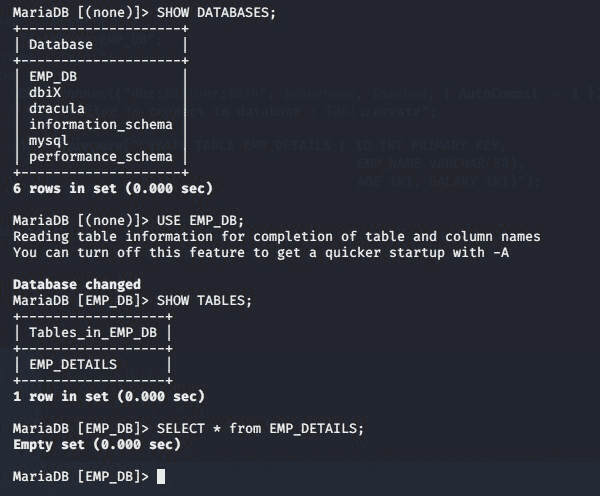 MariaDB [(none)]> SHOW DATABASES;
+--------------------+
| Database           |
+--------------------+
| EMP_DB             |
| dbiX               |
| dracula            |
| information_schema |
| mysql              |
| performance_schema |
+--------------------+
6 rows in set (0.000 sec)
MariaDB [(none)]> USE EMP_DB;
Reading table information for completion of table and column names
You can turn off this feature to get a quicker startup with -A
Database changed
MariaDB [EMP_DB]> SHOW TABLES;
+------------------+
| Tables_in_EMP_DB |
+------------------+
| EMP_DETAILS      |
+------------------+
1 row in set (0.000 sec)
MariaDB [EMP_DB]> SELECT * from EMP_DETAILS;
Empty set (0.000 sec)
MariaDB [EMP_DB]>